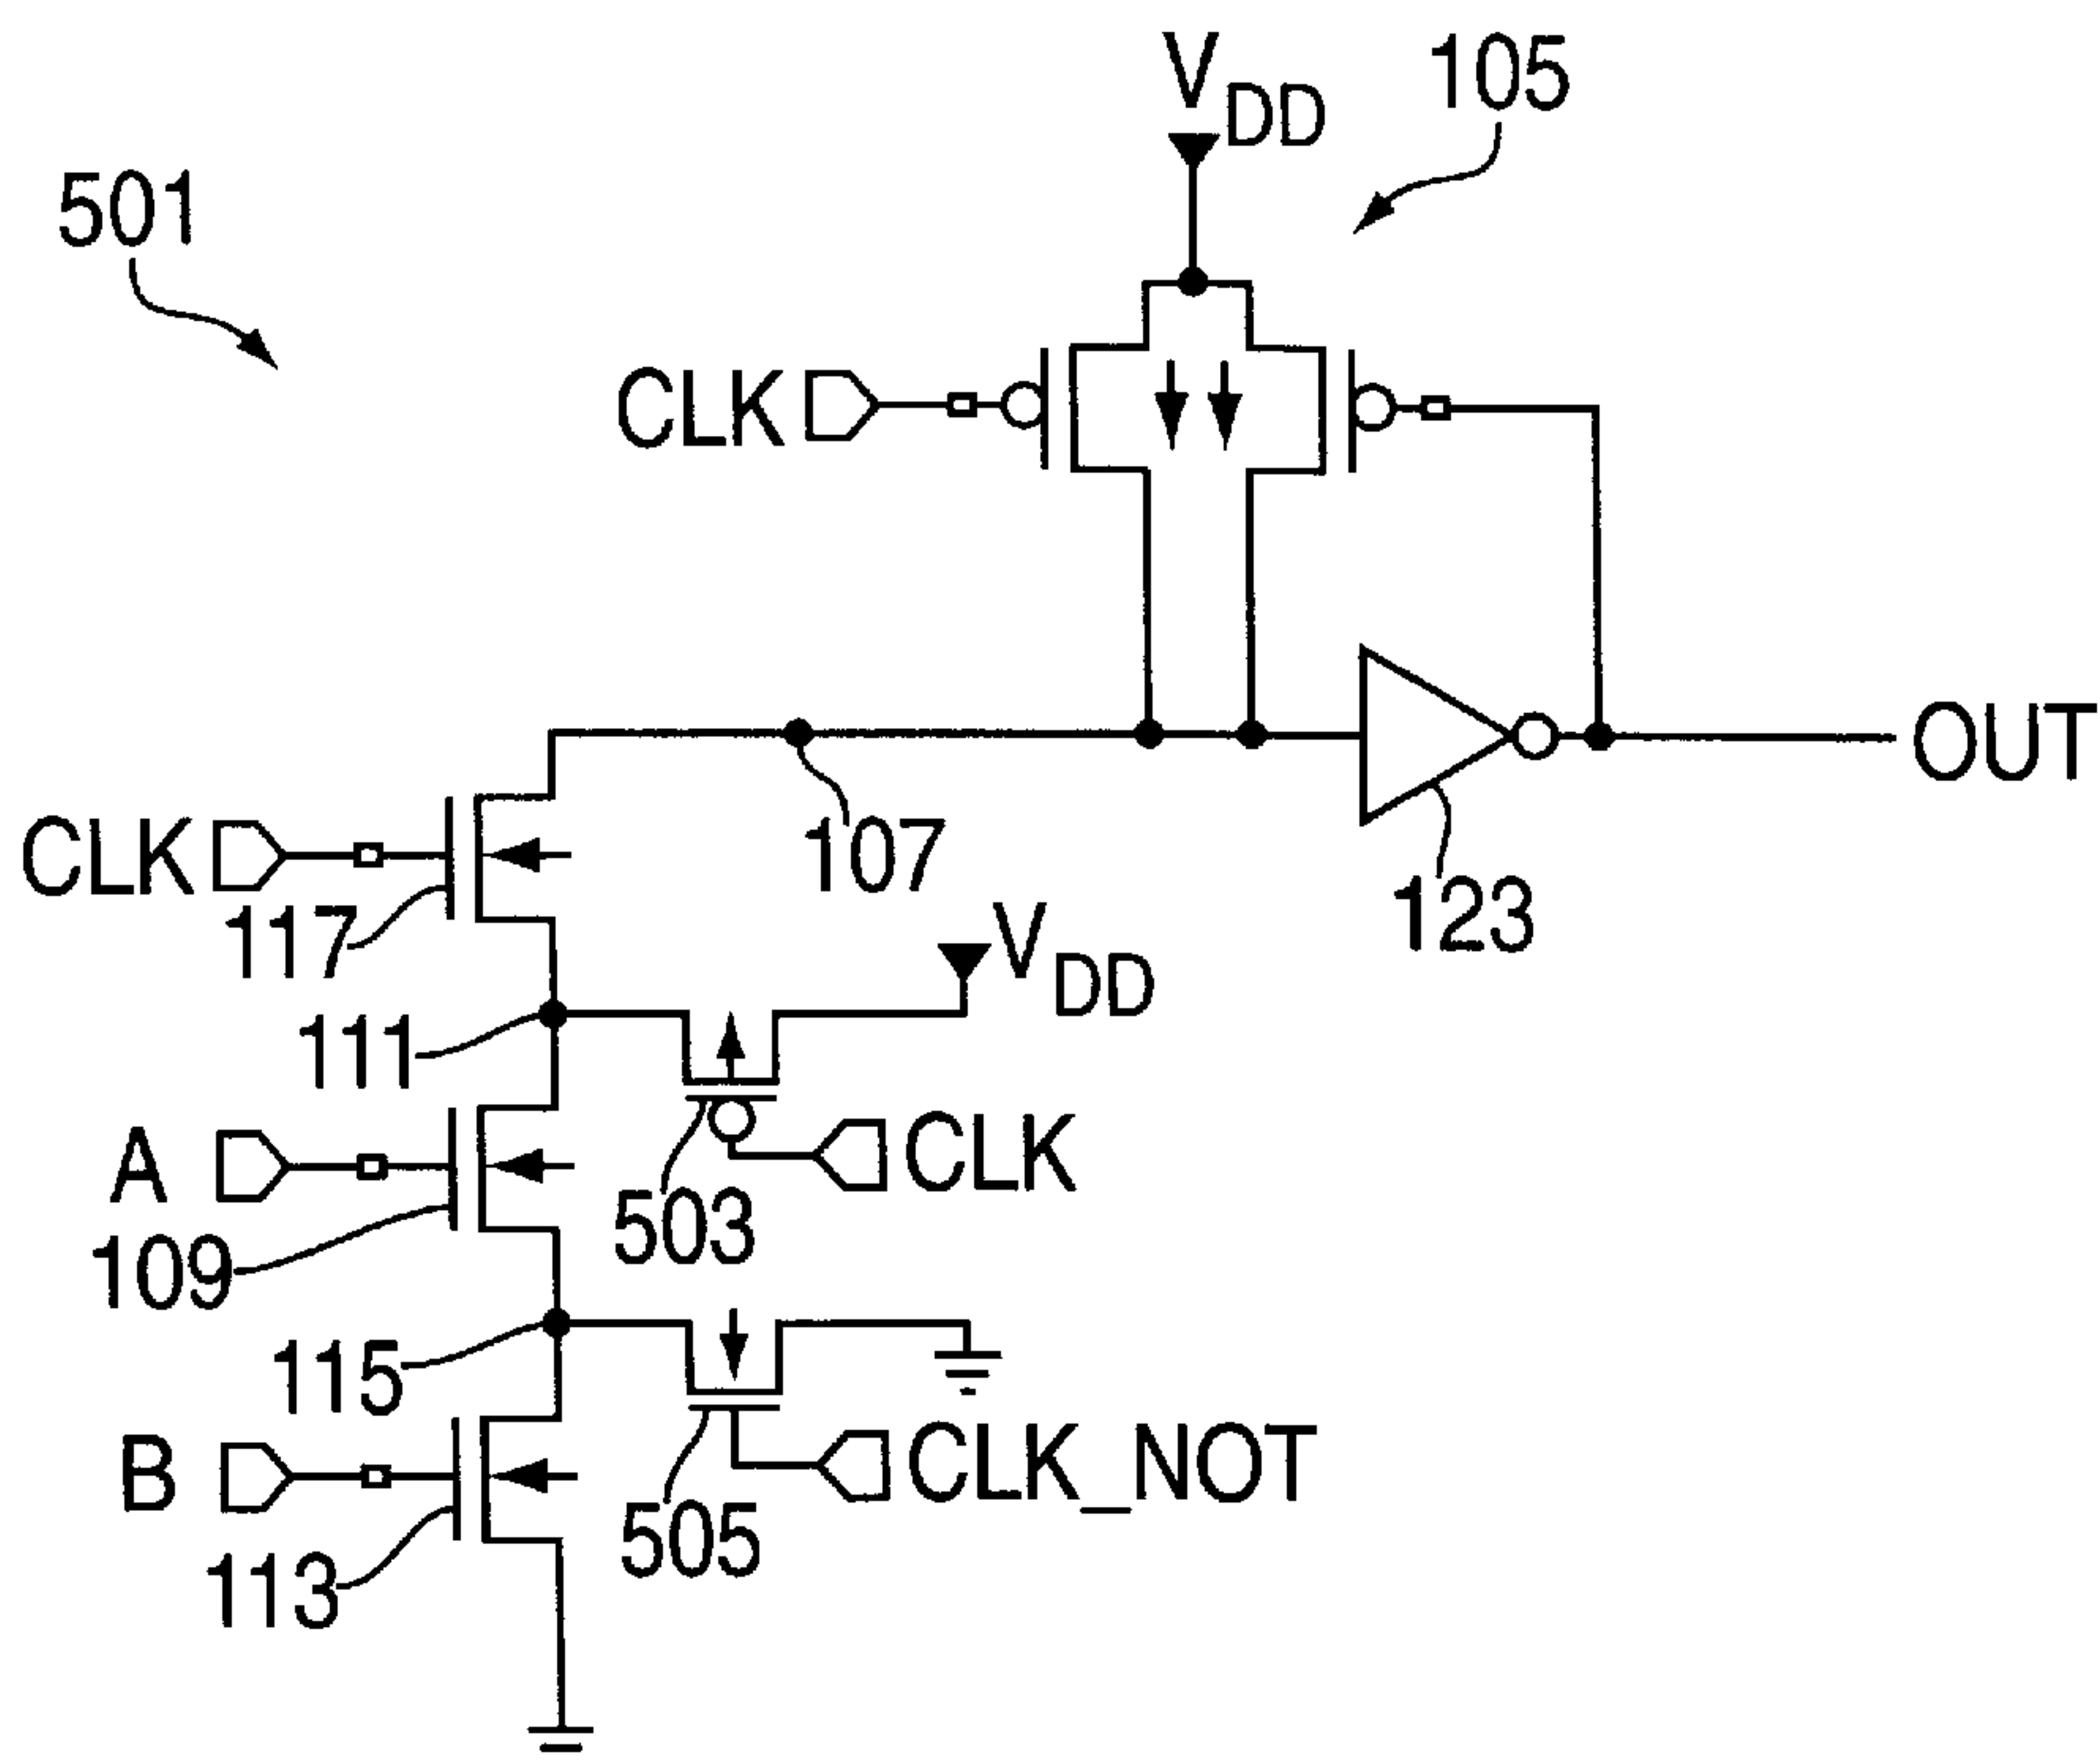 V DD
105
501
CLK
OUT
CLK
107
117
123
V DD
111
CLK
A
503
109
115
CLK_NOT
B
505
113